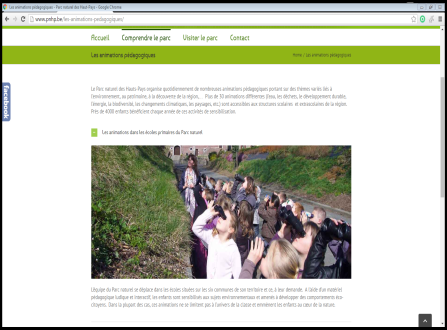 Les animations pédagogiques - Parc naturel des Hauts-Pays - Google Chrome
www.pnhp.be/les-animations-pedagogiques/
Accueil Comprendre le parc Visiter le parc Contact
Les animations pédagogiques
Home / Les animations pédagogiques
facebook
Le Parc naturel des Hauts-Pays organise quotidiennement de nombreuses animations pédagogiques portant sur des thèmes variés liés à
l'environnement, au patrimoine, à la découverte de la région, ... Plus de 30 animations différentes (l'eau, les déchets, le développement durable,
l'énergie, la biodiversité, les changements climatiques, les paysages, etc.) sont accessibles aux structures scolaires et extrascolaires de la région.
Près de 4000 enfants bénéficient chaque année de ces activités de sensibilisation.
Les animations dans les écoles primaires du Parc naturel
L'équipe du Parc naturel se déplace dans les écoles situées sur les six communes de son territoire et ce, à leur demande. A l'aide d'un matériel
pédagogique ludique et interactif, les enfants sont sensibilisés aux sujets environnementaux et amenés à développer des comportements éco-
citoyens. Dans la plupart des cas, ces animations ne se limitent pas à l'univers de la classe et emmènent les enfants au cœur de la nature.